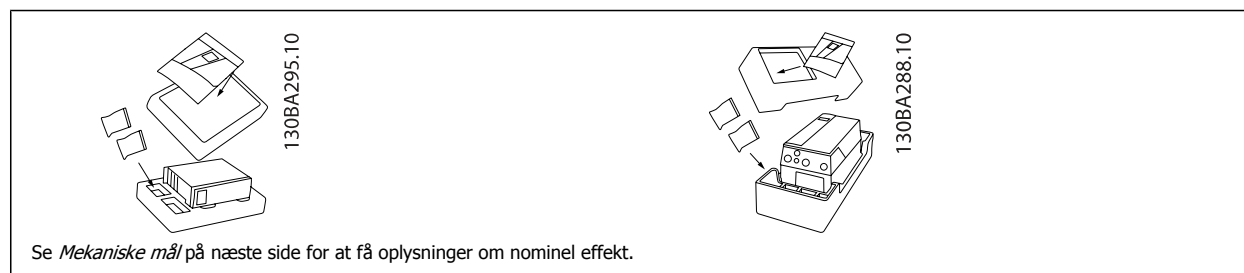 130BA295.10
130BA288.10
Se Mekaniske mål på næste side for at få oplysninger om nominel effekt.